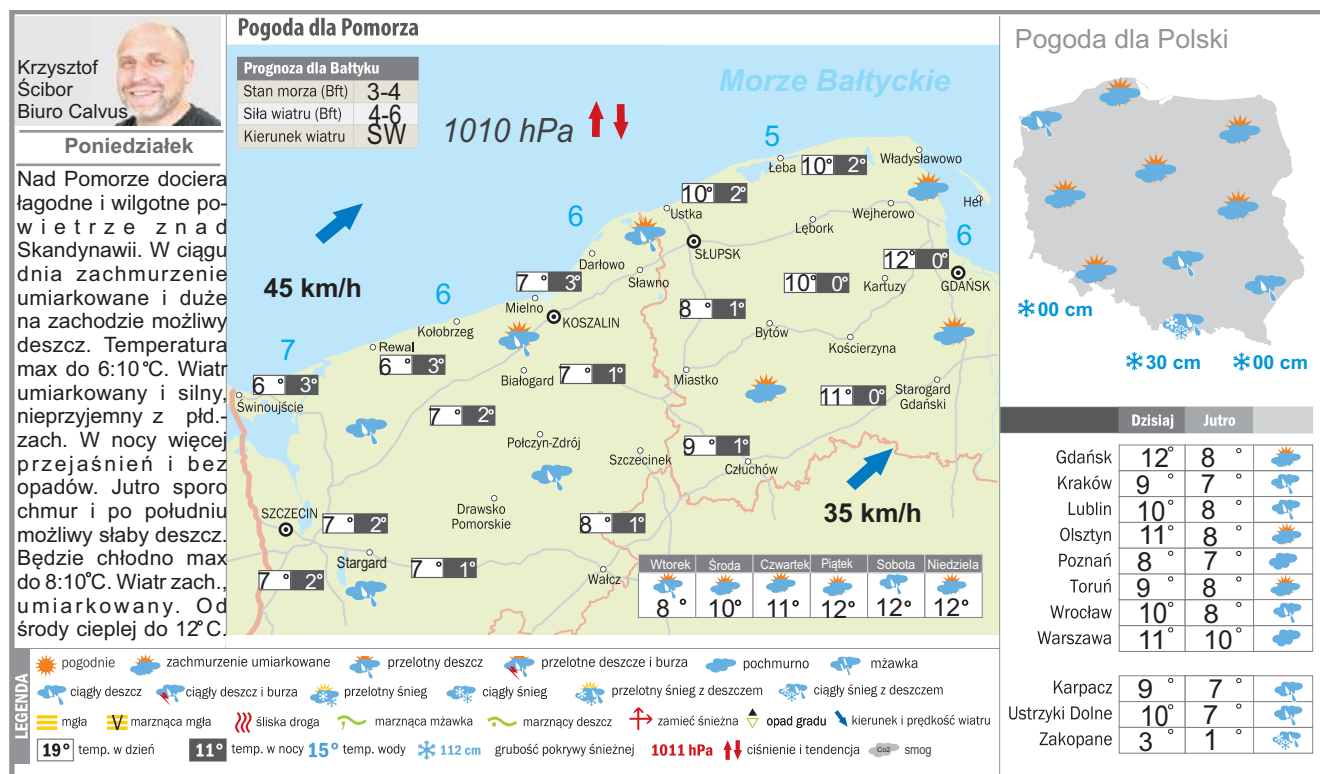 Krzysztof
Ścibor
Biuro Calvus
Poniedziałek
Nad Pomorze dociera
łagodne i wilgotne po-
wietrze znad
Skandynawii. W ciągu
dnia zachmurzenie
umiarkowane i duże
na zachodzie możliwy
deszcz. Temperatura
max do 6:10°C. Wiatr
umiarkowany i silny,
nieprzyjemny z płd.-
zach. W nocy więcej
przejaśnień i bez
opadów. Jutro sporo
chmur i po południu
możliwy słaby deszcz.
Będzie chłodno max
do 8:10°C. Wiatr zach.,
umiarkowany. Od
środy cieplej do 12°C.
Pogoda dla Pomorza
Prognoza dla Bałtyku
Stan morza (Bft) 3-4
Siła wiatru (Bft) 4-6
Kierunek wiatru SW
Morze Bałtyckie
1010 hPa
5
Łeba 10° 2°
Władysławowo
10° 2°
Ustka
Wejherowo
Hel
6
Lębork
6
Darłowo
SŁUPSK
12° 0°
45 km/h
7° 3°
Sławno
10° 0°
Kartuzy
GDAŃSK
6
Mielno
KOSZALIN
8° 1°
Kołobrzeg
Bytów
Kościerzyna
7
Rewal
6° 3°
Białogard
7° 1°
Miastko
6° 3°
Świnoujście
11° 0°
Starogard
Gdański
7° 2°
Połczyn-Zdrój
Szczecinek
9° 1°
Człuchów
SZCZECIN
7° 2°
Drawsko
Pomorskie
8° 1°
35 km/h
Stargard
7° 1°
7° 2°
Wałcz
Wtorek Środa Czwartek Piątek Sobota Niedziela
8° 10° 11° 12° 12° 12°
Pogoda dla Polski
00 cm
30 cm
00 cm
Dzisiaj Jutro
Gdańsk 12° 8°
Kraków 9° 7°
Lublin 10° 8°
Olsztyn 11° 8°
Poznań 8° 7°
Toruń 9° 8°
Wrocław 10° 8°
Warszawa 11° 10°
Karpacz 9° 7°
Ustrzyki Dolne 10° 7°
Zakopane 3° 1°
LEGENDA
pogodnie zachmurzenie umiarkowane przelotny deszcz przelotne deszcze i burza pochmurno mżawka
ciągły deszcz ciągły deszcz i burza przelotny śnieg ciągły śnieg przelotny śnieg z deszczem ciągły śnieg z deszczem
mgła V marznąca mgła śliska droga marznąca mżawka marznący deszcz zamieć śnieżna opad gradu kierunek i prędkość wiatru
19° temp. w dzień 11° temp. w nocy 15° temp. wody 112 cm grubość pokrywy śnieżnej 1011 hPa ciśnienie i tendencja Co2 smog